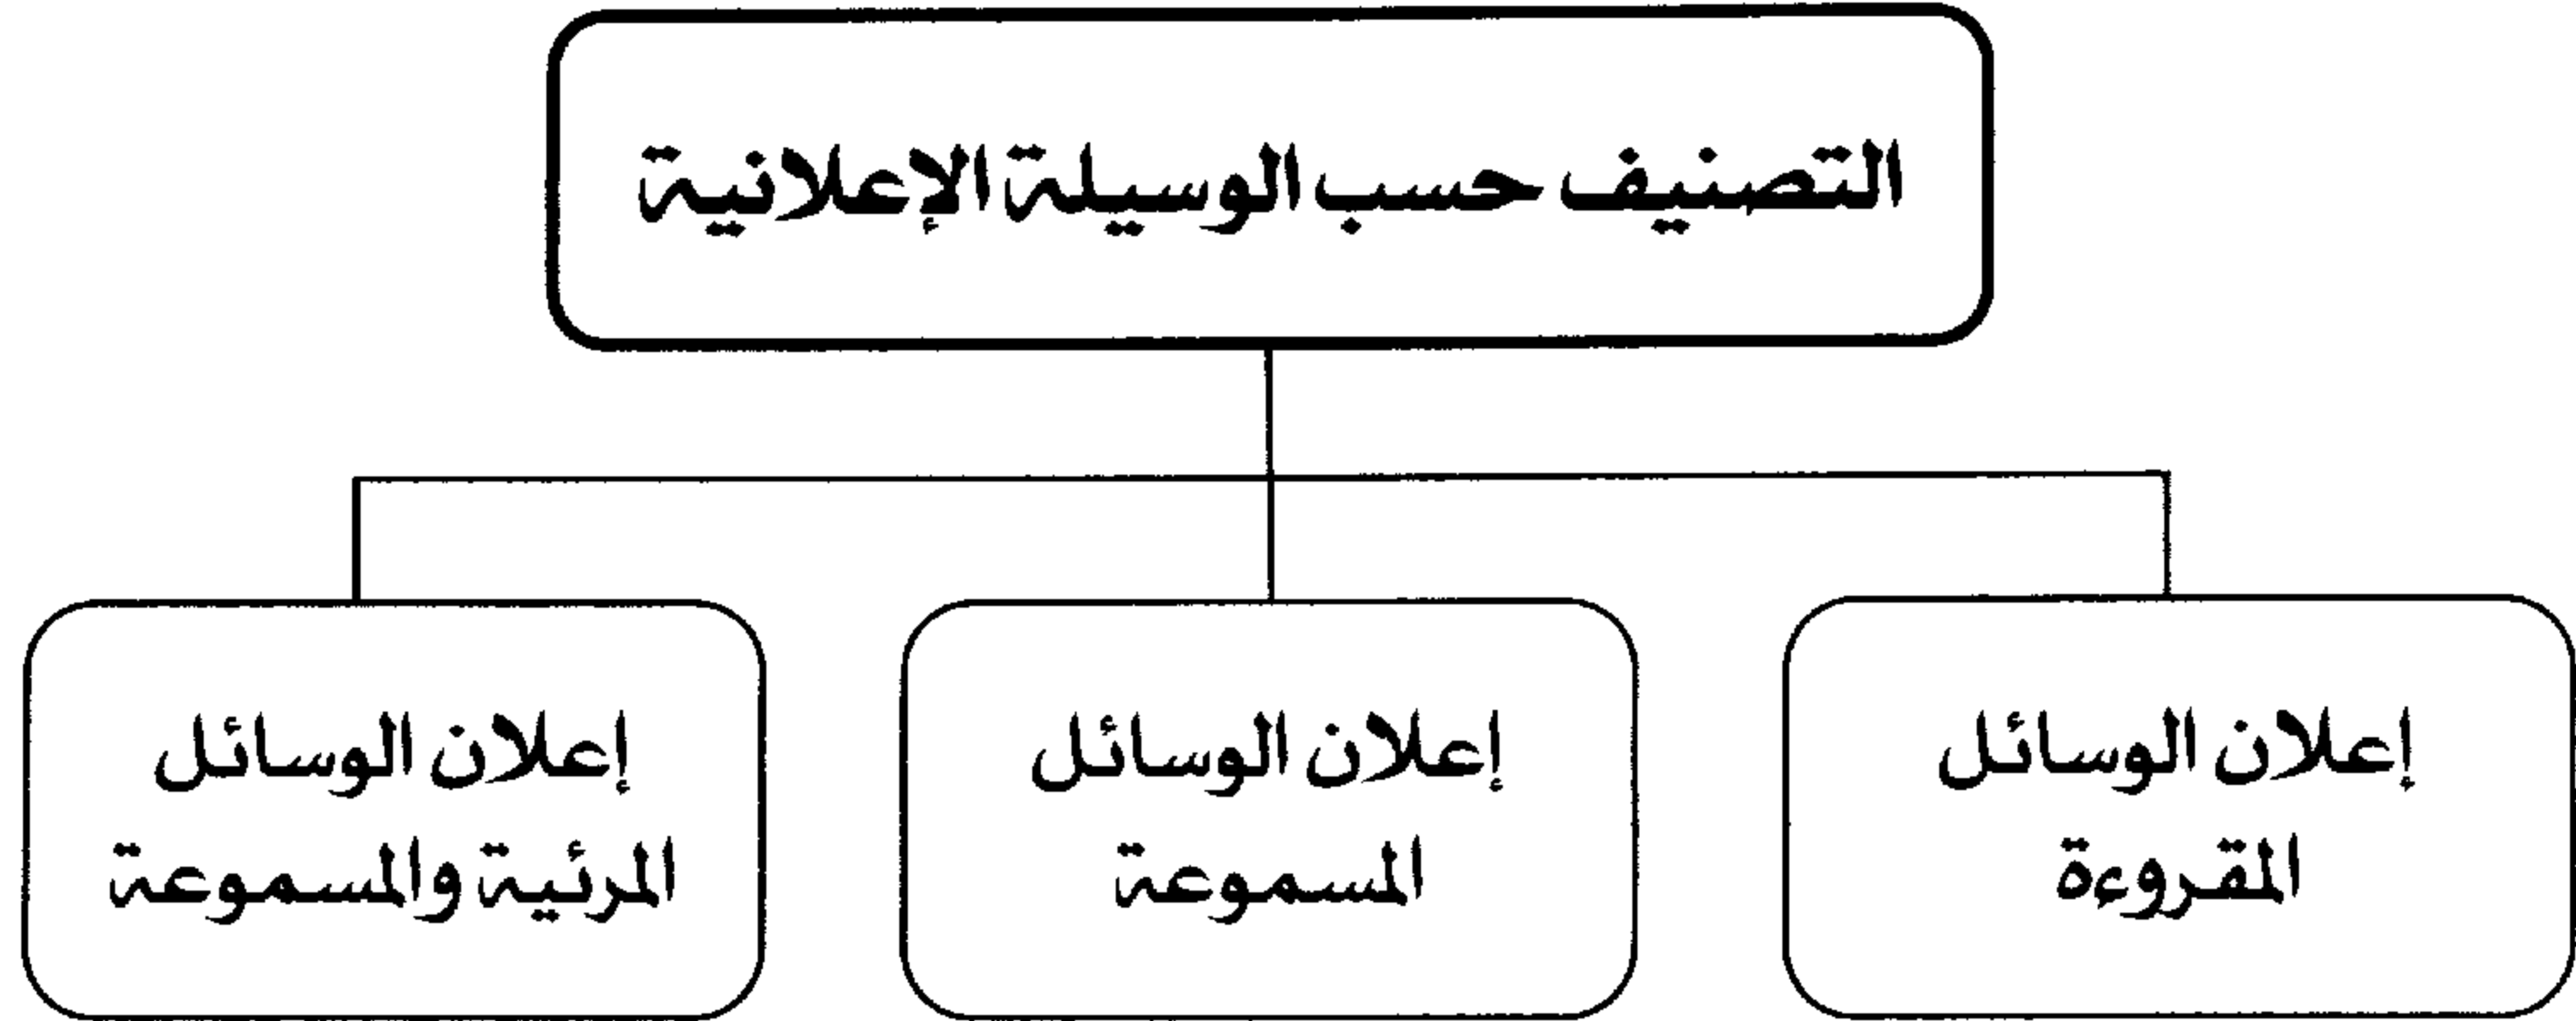 التصنيف حسب الوسيلة الإعلانية
إعلان الوسائل
المقروءة
إعلان الوسائل
المسموعة
إعلان الوسائل
المرئية والمسموعة